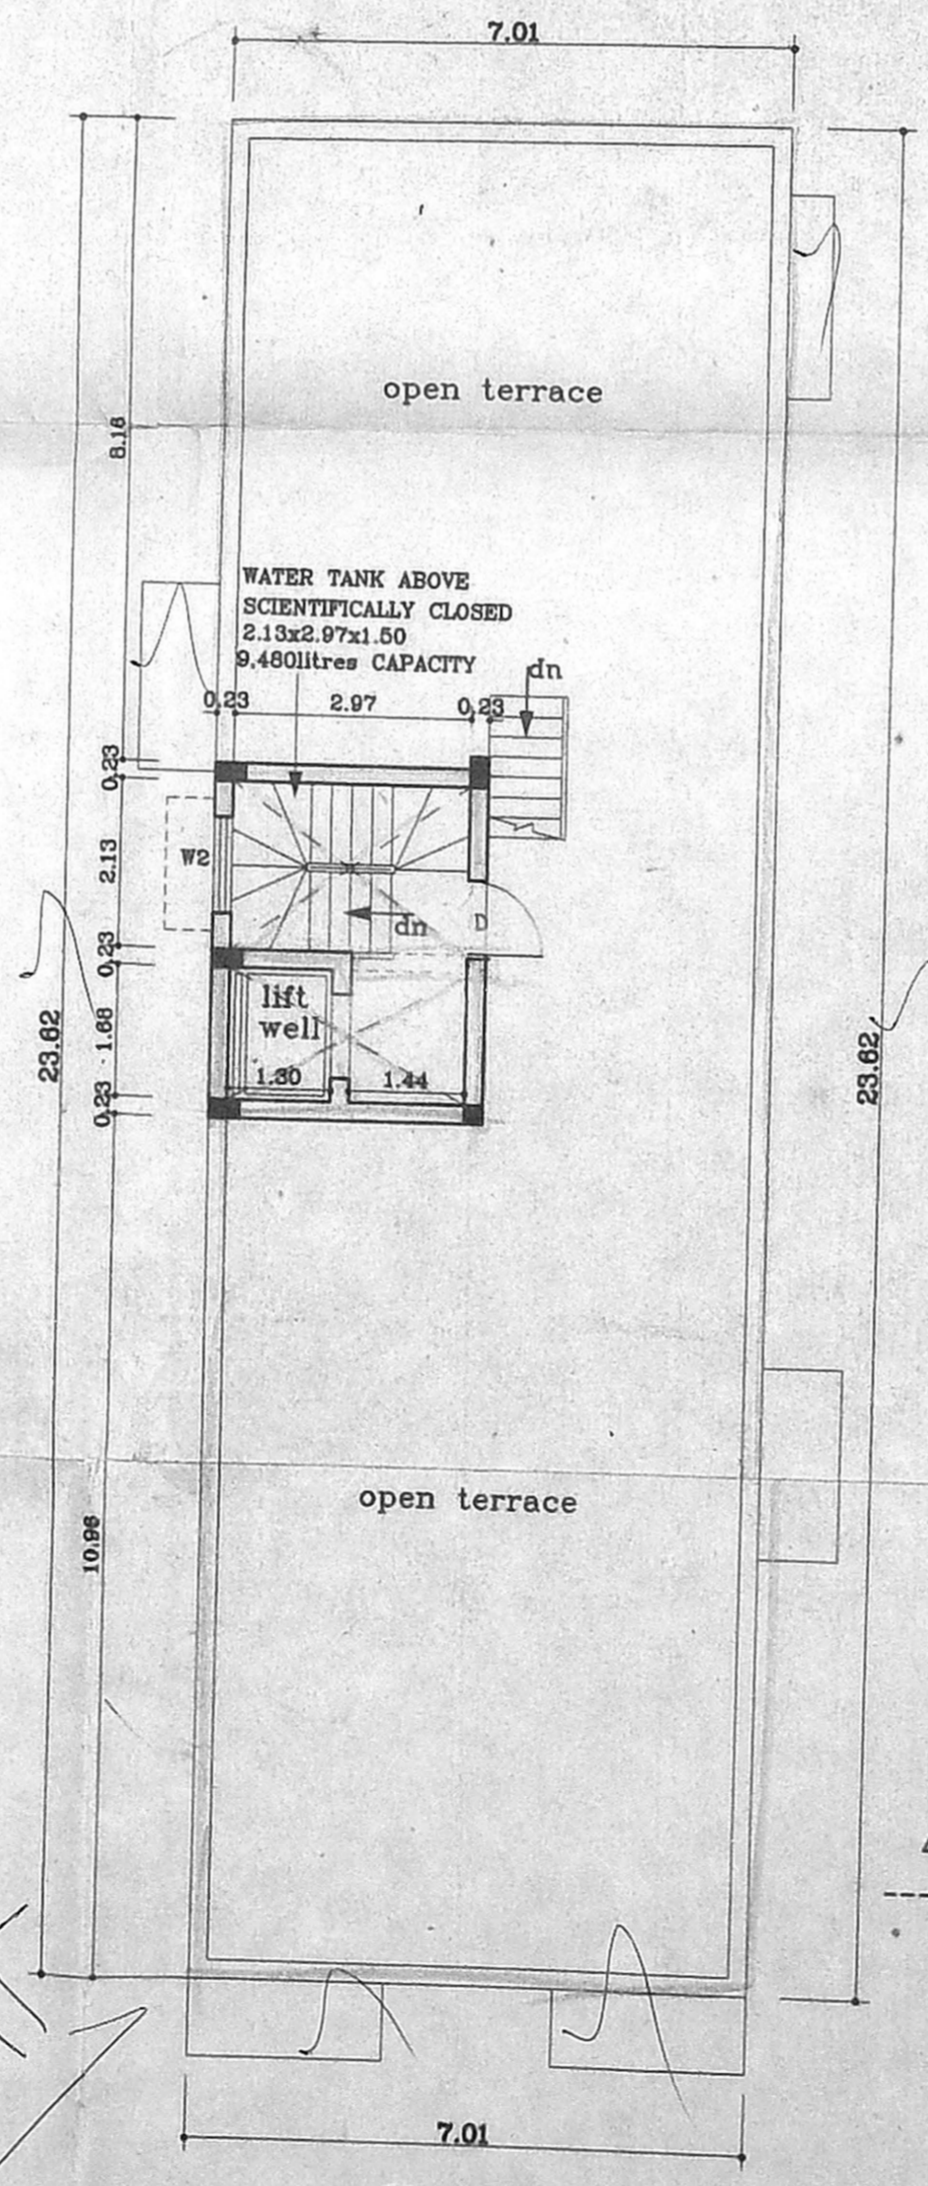 7.01
open terrace
8.16
WATER TANK ABOVE
SCIENTIFICALLY CLOSED
2.13x2.97x1.50
9,480litres CAPACITY
dn
0.23
2.97
0.23
0.23
2.13
W2
D
dn
0.23
lift
well
1.68
23.62
23.62
1.30
1.44
0.23
open terrace
10.96
7.01